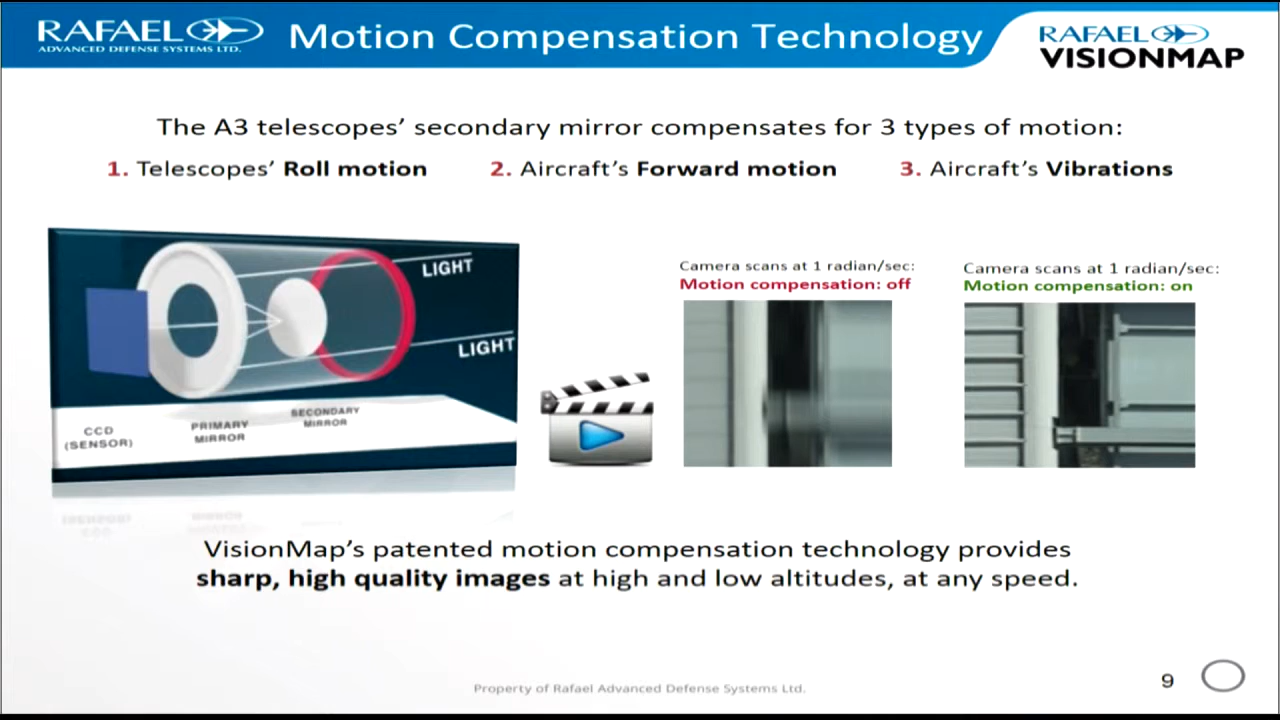 RAFAEL
ADVANCED DEFENSE SYSTEMS LTD.
Motion Compensation Technology
RAFAEL
VISIONMAP
The A3 telescopes’ secondary mirror compensates for 3 types of motion:
1. Telescopes’ Roll motion
2. Aircraft’s Forward motion
3. Aircraft’s Vibrations
LIGHT
LIGHT
CCD
(SENSOR)
PRIMARY
MIRROR
SECONDARY
MIRROR
Camera scans at 1 radian/sec:
Motion compensation: off
Camera scans at 1 radian/sec:
Motion compensation: on
VisionMap’s patented motion compensation technology provides
sharp, high quality images at high and low altitudes, at any speed.
Property of Rafael Advanced Defense Systems Ltd.
9